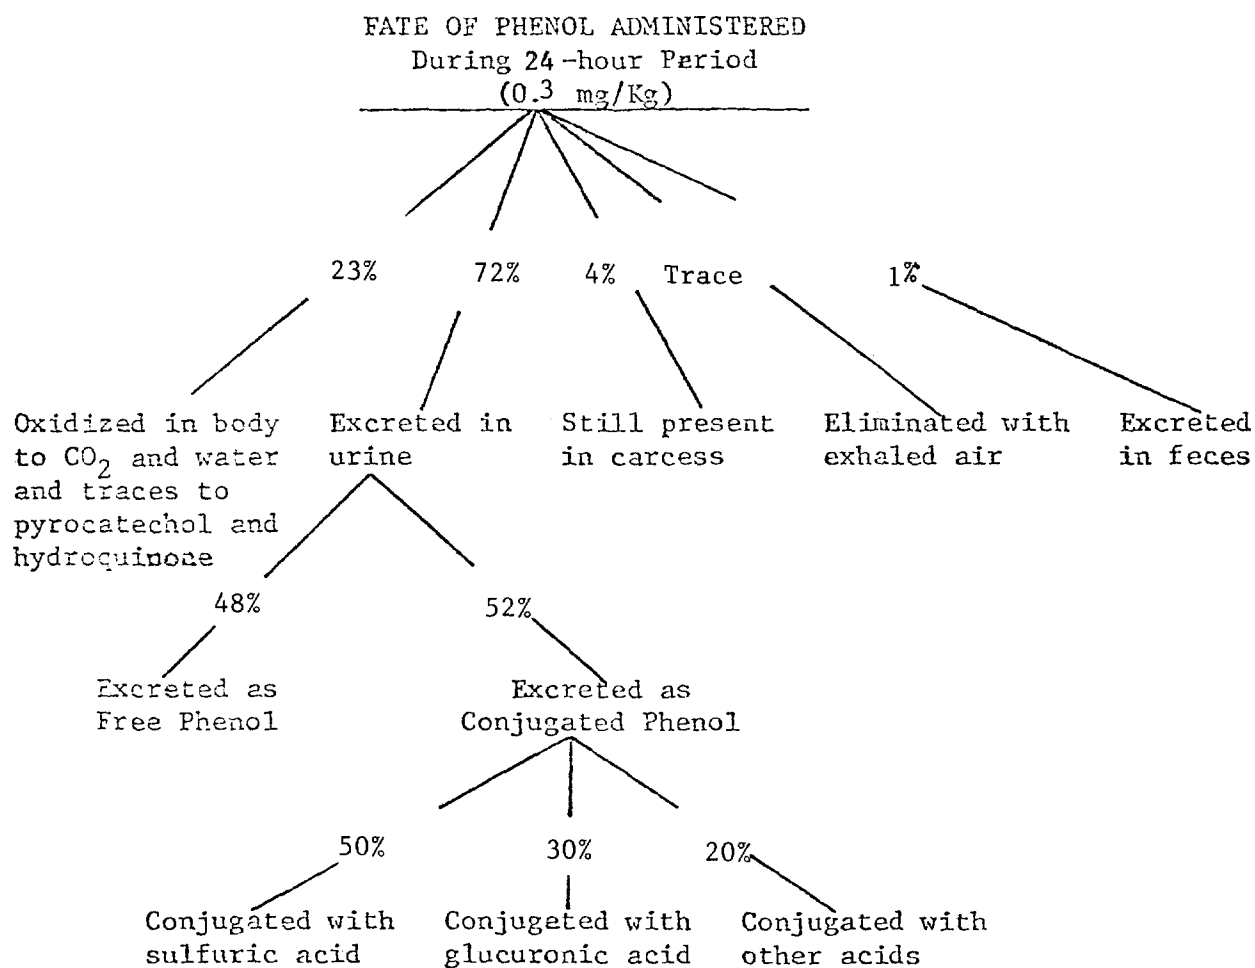 FATE OF PHENOL ADMINISTERED
During 24-hour Period
(0.3 mg/Kg)
23% 72% 4% Trace 1%
Oxidized in body
to CO2 and water
and traces to
pyrocatechol and
hydroquinone
Excreted in
urine
Still present
in carcess
Eliminated with
exhaled air
Excreted
in feces
48% 52%
Excreted as
Free Phenol
Excreted as
Conjugated Phenol
50% 30% 20%
Conjugated with
sulfuric acid
Conjugated with
glucuronic acid
Conjugated with
other acids